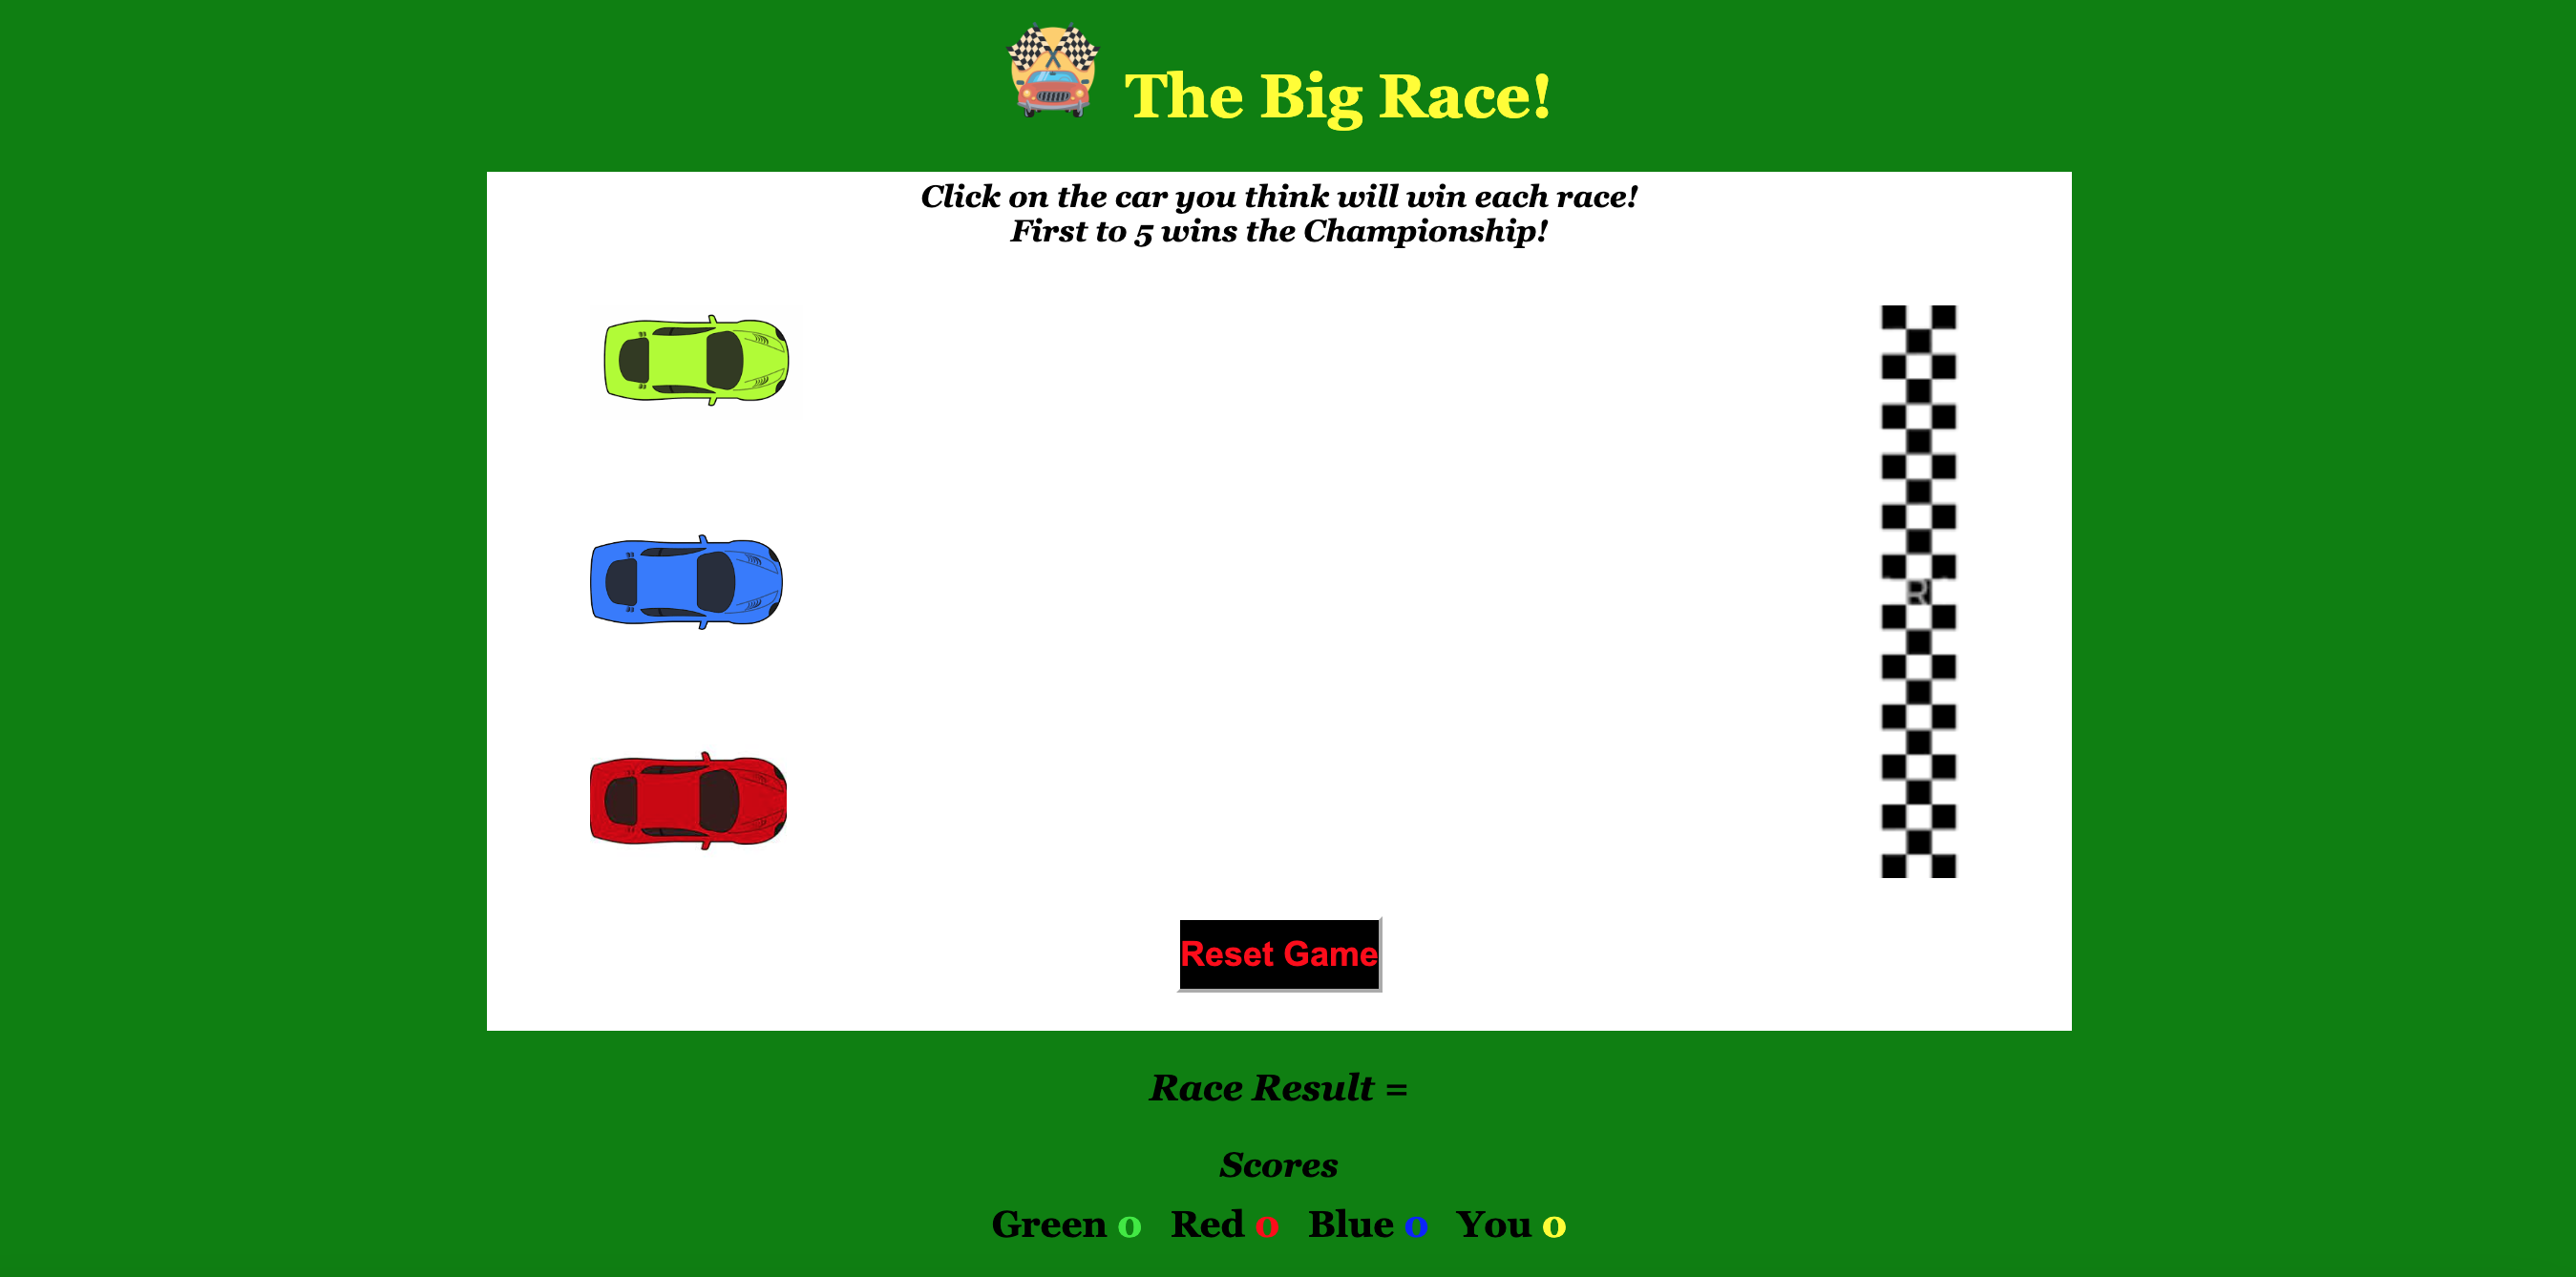 The Big Race!
Click on the car you think will win each race!
First to 5 wins the Championship!
R
Reset Game
Race Result =
Scores
Green 0 Red 0 Blue 0 You 0